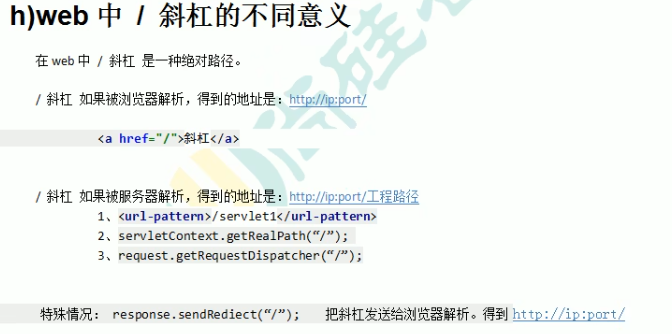 h)web 中 / 斜杠的不同意义
在 web 中 / 斜杠 是一种绝对路径。
/ 斜杠 如果被浏览器解析，得到的地址是：http://ip:port/
<a href="/">斜杠</a>
/ 斜杠 如果被服务器解析，得到的地址是：http://ip:port/工程路径
1、<url-pattern>/servlet1</url-pattern>
2、servletContext.getRealPath(“/”);
3、request.getRequestDispatcher(“/”);
特殊情况： response.sendRediect(“/”); 把斜杠发送给浏览器解析。得到 http://ip:port/